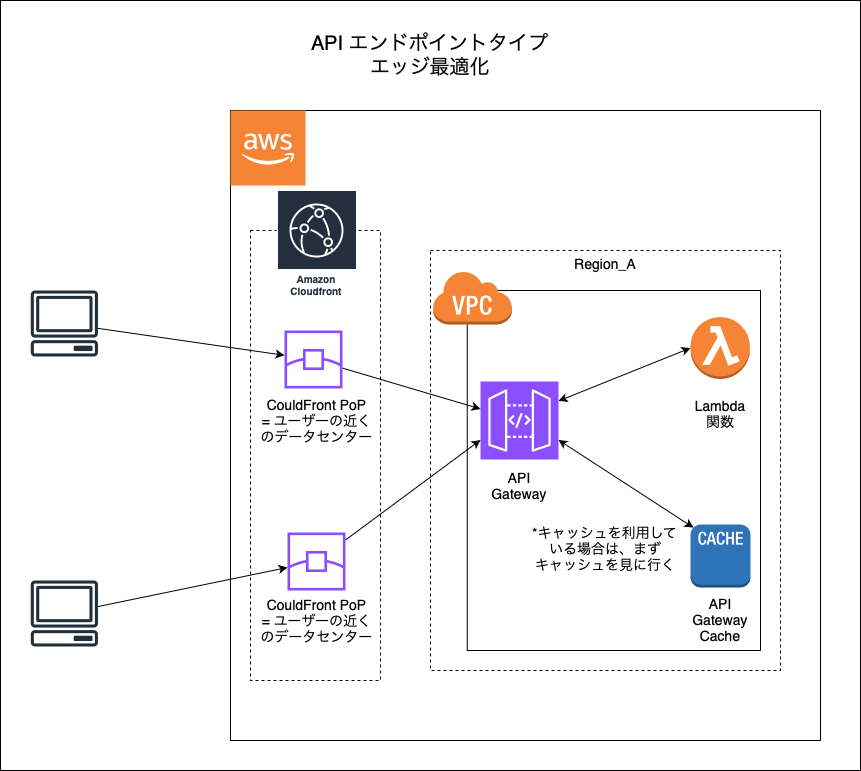 API エンドポイントタイプ
エッジ最適化
aws
Amazon
Cloudfront
Region_A
VPC
CouldFront PoP
= ユーザーの近く
のデータセンター
Lambda
関数
API
Gateway
*キャッシュを利用して
いる場合は、まず
キャッシュを見に行く
CACHE
API
Gateway
Cache
CouldFront PoP
= ユーザーの近く
のデータセンター